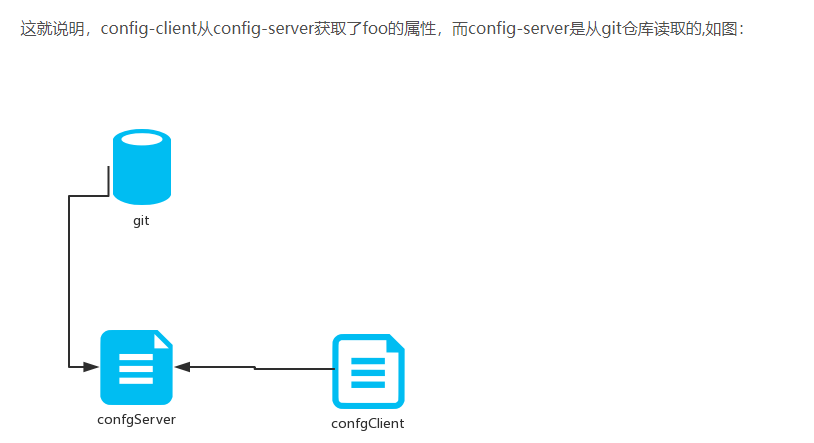 这就说明，config-client从config-server获取了foo的属性，而config-server是从git仓库读取的,如图：
git
confgServer
confgClient